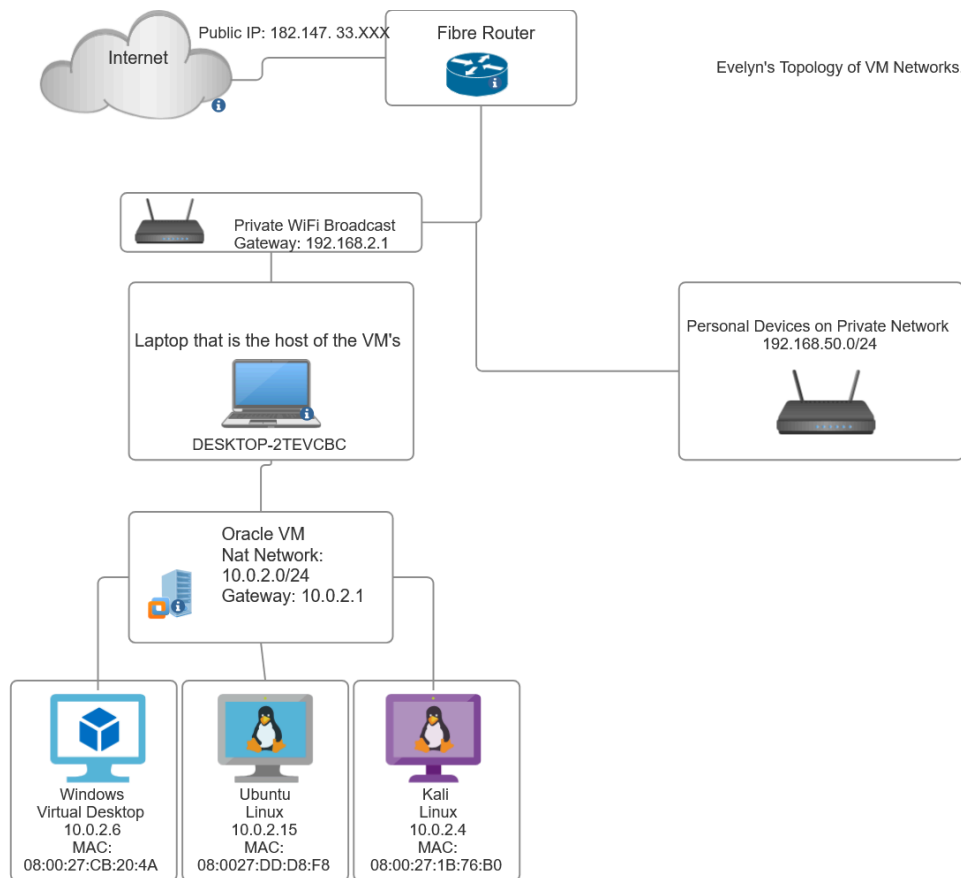 Public IP: 182.147. 33.XXX
Internet
Fibre Router
Evelyn's Topology of VM Networks.
Private WiFi Broadcast
Gateway: 192.168.2.1
Laptop that is the host of the VM's
DESKTOP-2TEVCBC
Personal Devices on Private Network
192.168.50.0/24
Oracle VM
Nat Network:
10.0.2.0/24
Gateway: 10.0.2.1
Windows
Virtual Desktop
10.0.2.6
MAC:
08:00:27:CB:20:4A
Ubuntu
Linux
10.0.2.15
MAC:
08:0027:DD:D8:F8
Kali
Linux
10.0.2.4
MAC:
08:00:27:1B:76:B0